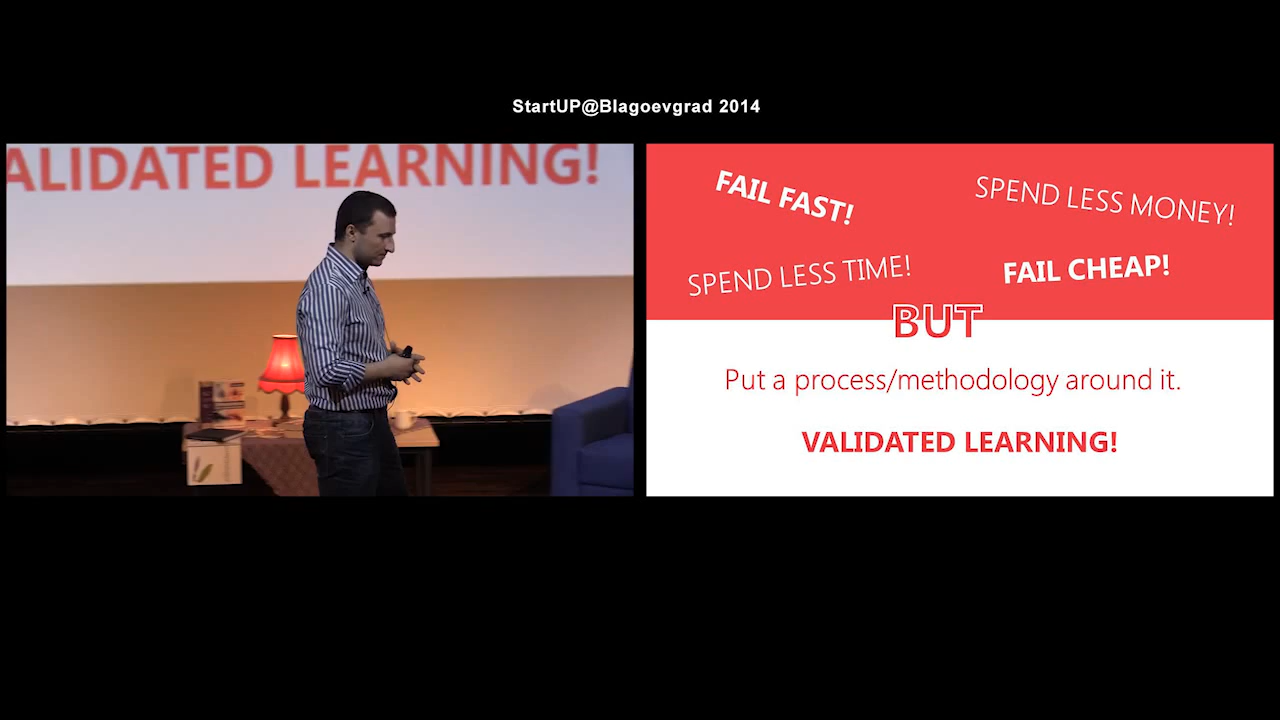 StartUP@Blagoevgrad 2014
ALIDATED LEARNING!
FAIL FAST!
SPEND LESS MONEY!
SPEND LESS TIME!
FAIL CHEAP!
BUT
Put a process/methodology around it.
VALIDATED LEARNING!